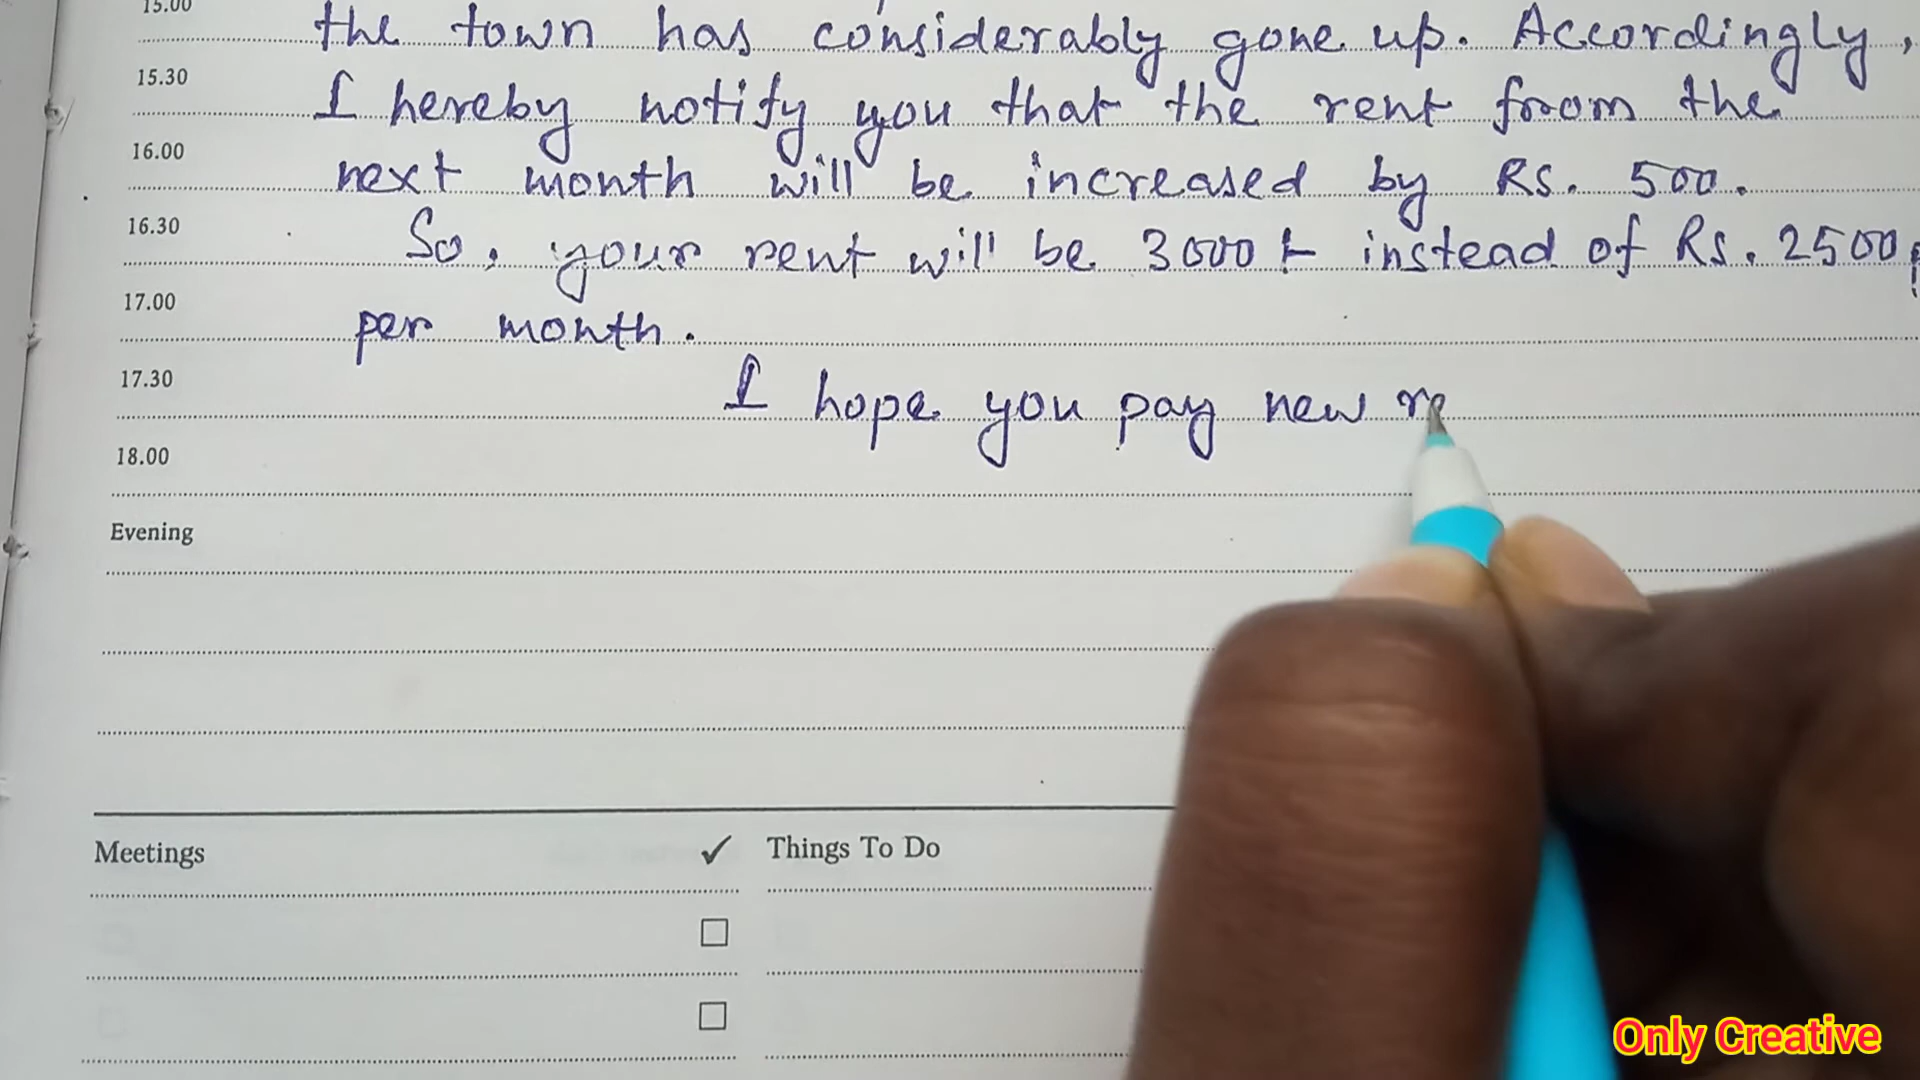 15.00
the town has considerably gone up. Accordingly,
15.30
I hereby notify you that the rent from the
16.00
next month will be increased by Rs. 500.
16.30
So, your rent will be 3000/- instead of Rs. 2500
17.00
per month.
17.30
I hope you pay new re
18.00
Evening
Meetings ✓ Things To Do
Only Creative